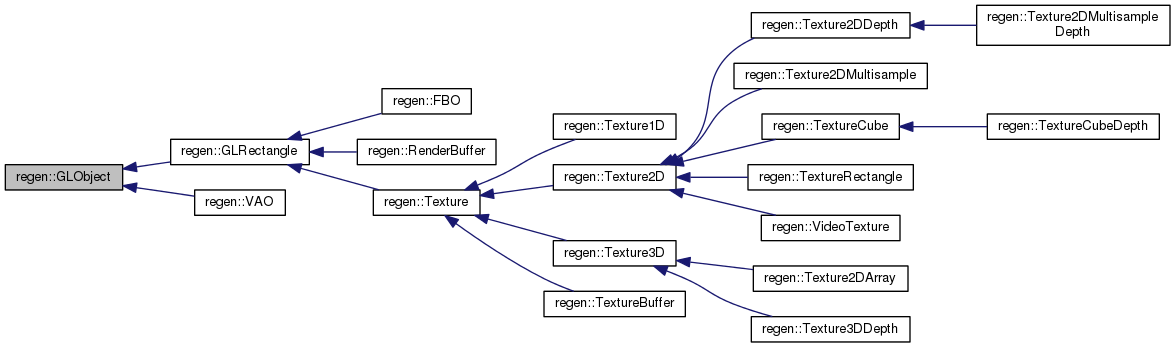 regen::Texture2DMultisample
Depth
regen::Texture2DDepth
regen::Texture2DMultisample
regen::FBO
regen::Texture1D
regen::TextureCube
regen::TextureCubeDepth
regen::GLRectangle
regen::RenderBuffer
regen::GLObject
regen::Texture2D
regen::TextureRectangle
regen::VAO
regen::Texture
regen::VideoTexture
regen::Texture3D
regen::Texture2DArray
regen::TextureBuffer
regen::Texture3DDepth